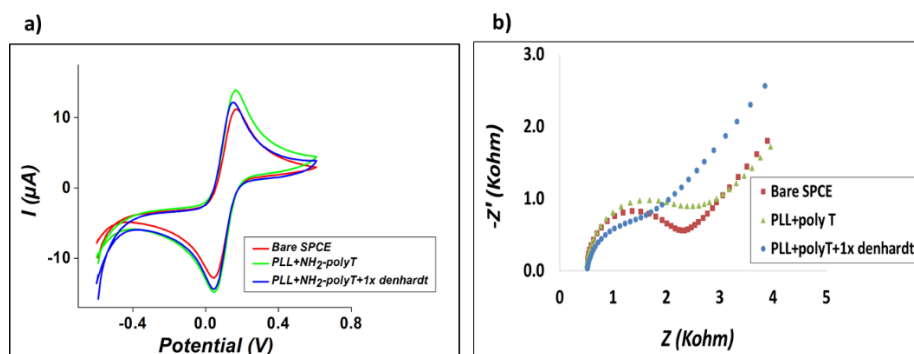 a)
10
0
-10
I (µA)
Bare SPCE
PLL+NH2-polyT
PLL+NH2-polyT+1x denhardt
-0.4
0.0
0.4
0.8
Potential (V)
b)
3.0
2.0
1.0
0.0
-Z' (Kohm)
Bare SPCE
PLL+poly T
PLL+polyT+1x denhardt
0
1
2
3
4
5
Z (Kohm)